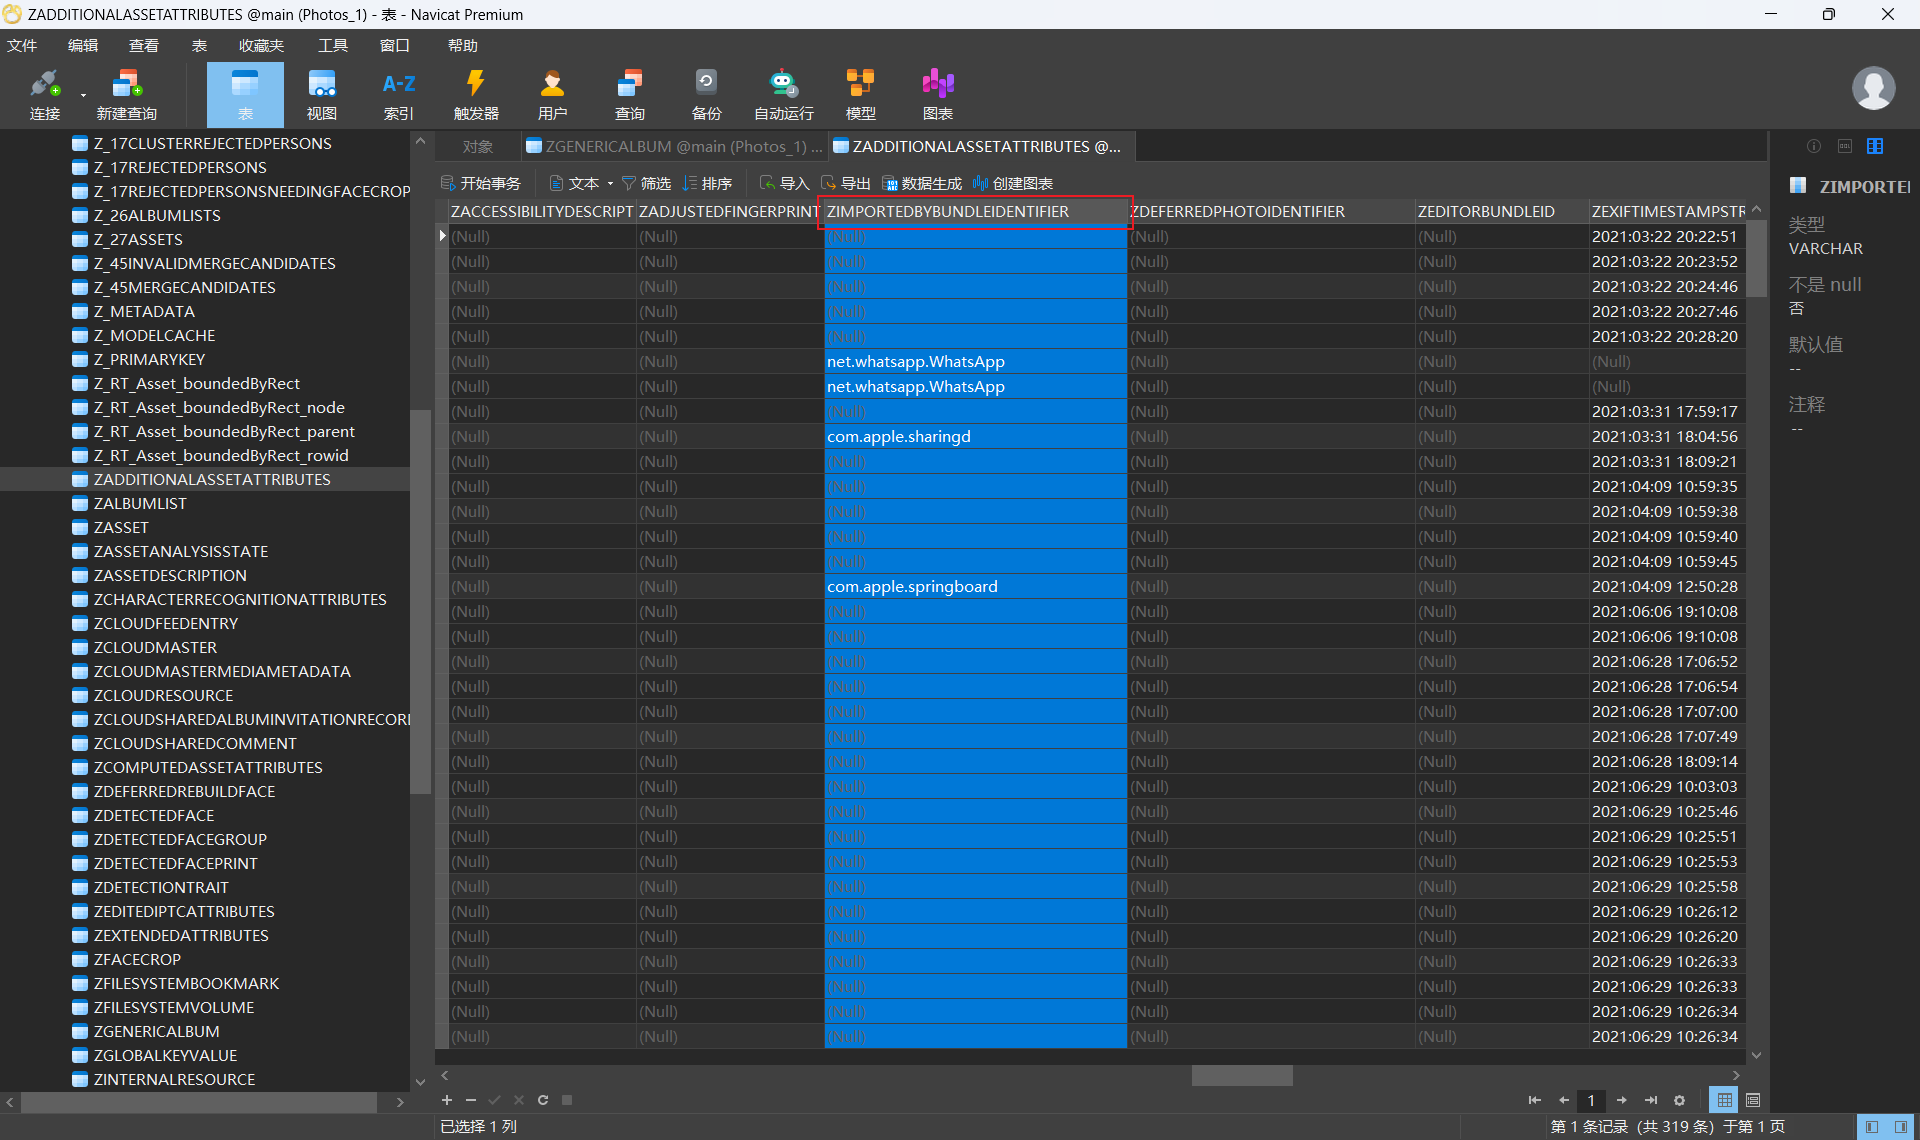 ZADDITIONALASSETATTRIBUTES @main (Photos_1) - 表 - Navicat Premium
文件 编辑 查看 表 收藏夹 工具 窗口 帮助
连接 新建查询 表 视图 A-Z 索引 触发器 用户 查询 备份 自动运行 模型 图表
Z_17CLUSTERREJECTEDPERSONS
Z_17REJECTEDPERSONS
Z_17REJECTEDPERSONSNEEDINGFACECROP
Z_26ALBUMLISTS
Z_27ASSETS
Z_45INVALIDMERGECANDIDATES
Z_45MERGECANDIDATES
Z_METADATA
Z_MODELCACHE
Z_PRIMARYKEY
Z_RT_Asset_boundedByRect
Z_RT_Asset_boundedByRect_node
Z_RT_Asset_boundedByRect_parent
Z_RT_Asset_boundedByRect_rowid
ZADDITIONALASSETATTRIBUTES
ZALBUMLIST
ZASSET
ZASSETANALYSISSTATE
ZASSETDESCRIPTION
ZCHARACTERRECOGNITIONATTRIBUTES
ZCLOUDFEEDENTRY
ZCLOUDMASTER
ZCLOUDMASTERMEDIAMETADATA
ZCLOUDRESOURCE
ZCLOUDSHAREDALBUMINVITATIONRECORI
ZCLOUDSHAREDCOMMENT
ZCOMPUTEDASSETATTRIBUTES
ZDEFERREDREBUILDFACE
ZDETECTEDFACE
ZDETECTEDFACEGROUP
ZDETECTEDFACEPRINT
ZDETECTIONTRAIT
ZEDITEDIPTCATTRIBUTES
ZEXTENDEDATTRIBUTES
ZFACECROP
ZFILESYSTEMBOOKMARK
ZFILESYSTEMVOLUME
ZGENERICALBUM
ZGLOBALKEYVALUE
ZINTERNALRESOURCE
对象 ZGENERICALBUM @main (Photos_1) ... ZADDITIONALASSETATTRIBUTES @...
开始事务 文本 筛选 排序 导入 导出 数据生成 创建图表
ZACCESSIBILITYDESCRIPT ZADJUSTEDFINGERPRINT ZIMPORTEDBYBUNDLEIDENTIFIER ZDEFERREDPHOTOIDENTIFIER ZEDITORBUNDLEID ZEXIFTIMESTAMPSTR
(Null) (Null) (Null) (Null) (Null) 2021:03:22 20:22:51
(Null) (Null) (Null) (Null) (Null) 2021:03:22 20:23:52
(Null) (Null) (Null) (Null) (Null) 2021:03:22 20:24:46
(Null) (Null) (Null) (Null) (Null) 2021:03:22 20:27:46
(Null) (Null) (Null) (Null) (Null) 2021:03:22 20:28:20
(Null) (Null) net.whatsapp.WhatsApp (Null) (Null) (Null)
(Null) (Null) net.whatsapp.WhatsApp (Null) (Null) (Null)
(Null) (Null) (Null) (Null) (Null) 2021:03:31 17:59:17
(Null) (Null) com.apple.sharingd (Null) (Null) 2021:03:31 18:04:56
(Null) (Null) (Null) (Null) (Null) 2021:03:31 18:09:21
(Null) (Null) (Null) (Null) (Null) 2021:04:09 10:59:35
(Null) (Null) (Null) (Null) (Null) 2021:04:09 10:59:38
(Null) (Null) (Null) (Null) (Null) 2021:04:09 10:59:40
(Null) (Null) (Null) (Null) (Null) 2021:04:09 10:59:45
(Null) (Null) com.apple.springboard (Null) (Null) 2021:04:09 12:50:28
(Null) (Null) (Null) (Null) (Null) 2021:06:06 19:10:08
(Null) (Null) (Null) (Null) (Null) 2021:06:06 19:10:08
(Null) (Null) (Null) (Null) (Null) 2021:06:28 17:06:52
(Null) (Null) (Null) (Null) (Null) 2021:06:28 17:06:54
(Null) (Null) (Null) (Null) (Null) 2021:06:28 17:07:00
(Null) (Null) (Null) (Null) (Null) 2021:06:28 17:07:49
(Null) (Null) (Null) (Null) (Null) 2021:06:28 18:09:14
(Null) (Null) (Null) (Null) (Null) 2021:06:29 10:03:03
(Null) (Null) (Null) (Null) (Null) 2021:06:29 10:25:46
(Null) (Null) (Null) (Null) (Null) 2021:06:29 10:25:51
(Null) (Null) (Null) (Null) (Null) 2021:06:29 10:25:53
(Null) (Null) (Null) (Null) (Null) 2021:06:29 10:25:58
(Null) (Null) (Null) (Null) (Null) 2021:06:29 10:26:12
(Null) (Null) (Null) (Null) (Null) 2021:06:29 10:26:20
(Null) (Null) (Null) (Null) (Null) 2021:06:29 10:26:33
(Null) (Null) (Null) (Null) (Null) 2021:06:29 10:26:33
(Null) (Null) (Null) (Null) (Null) 2021:06:29 10:26:34
(Null) (Null) (Null) (Null) (Null) 2021:06:29 10:26:34
1
已选择 1 列 第 1 条记录 (共 319 条) 于第 1 页
ZIMPORTEI
类型
VARCHAR
不是 null
否
默认值
--
注释
--